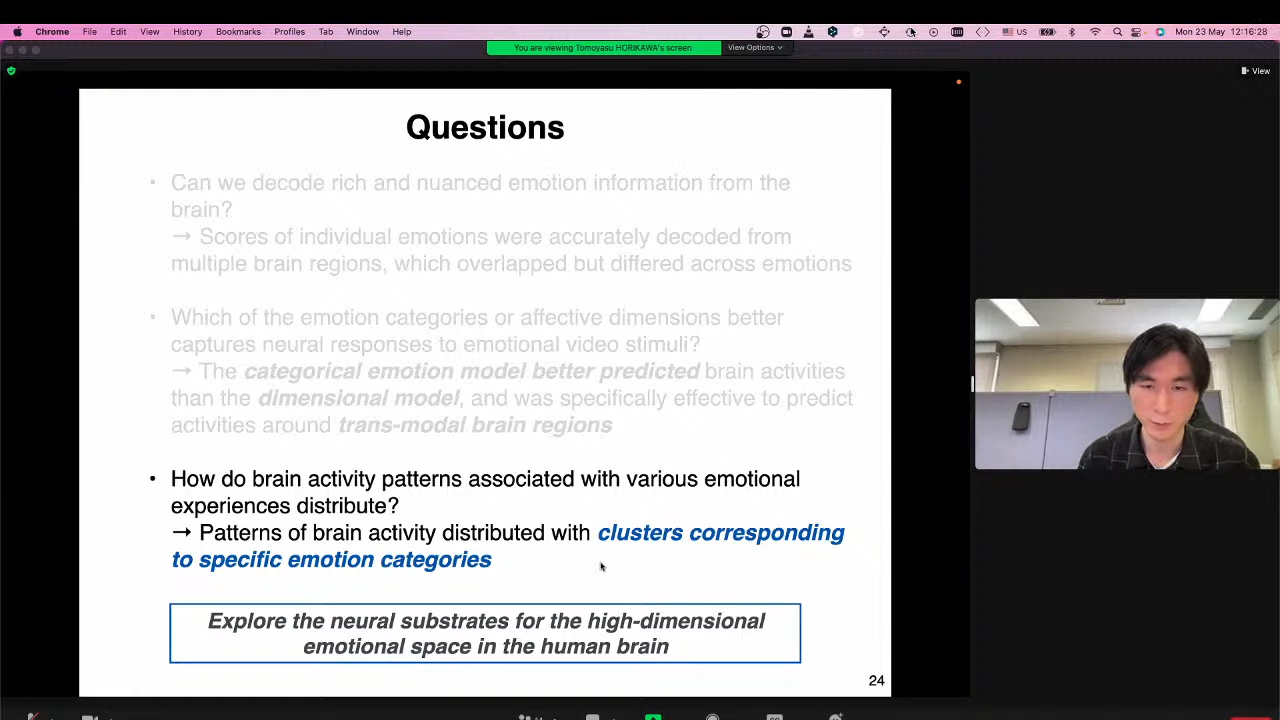 Chrome File Edit View History Bookmarks Profiles Tab Window Help US Mon 23 May 12:16:28
You are viewing Tomoyasu HORIKAWA's screen View Options
View
Questions
• Can we decode rich and nuanced emotion information from the
brain?
→ Scores of individual emotions were accurately decoded from
multiple brain regions, which overlapped but differed across emotions
• Which of the emotion categories or affective dimensions better
captures neural responses to emotional video stimuli?
→ The categorical emotion model better predicted brain activities
than the dimensional model, and was specifically effective to predict
activities around trans-modal brain regions
• How do brain activity patterns associated with various emotional
experiences distribute?
→ Patterns of brain activity distributed with clusters corresponding
to specific emotion categories
Explore the neural substrates for the high-dimensional
emotional space in the human brain
24